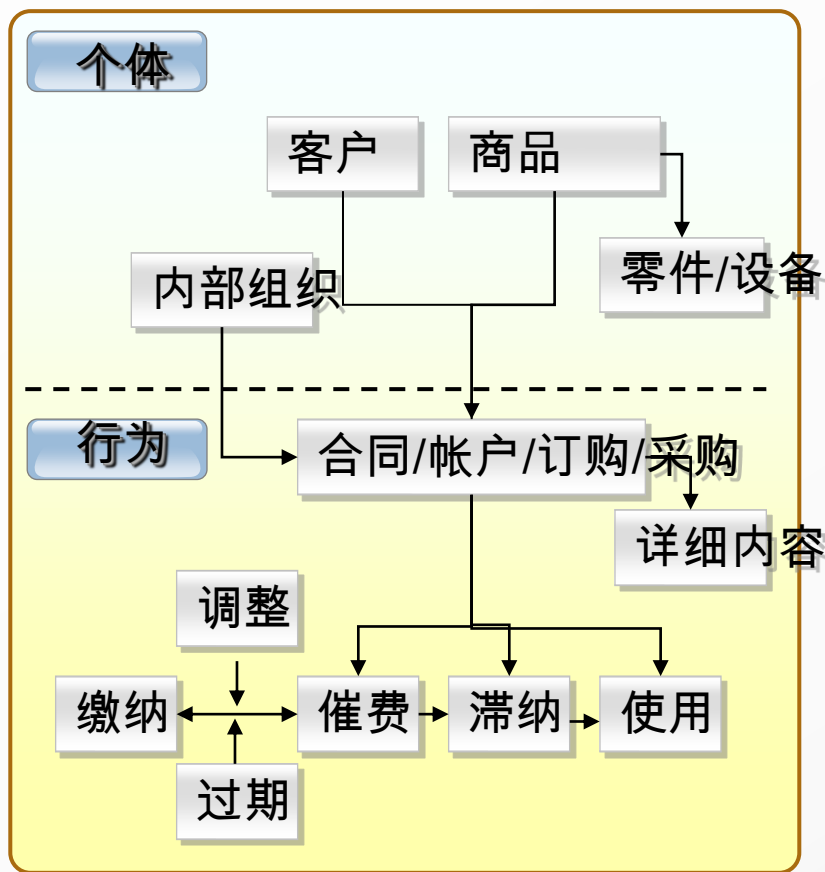 个体
客户
商品
零件/设备
内部组织
行为
合同/帐户/订购/采购
详细内容
调整
缴纳
催费
滞纳
使用
过期